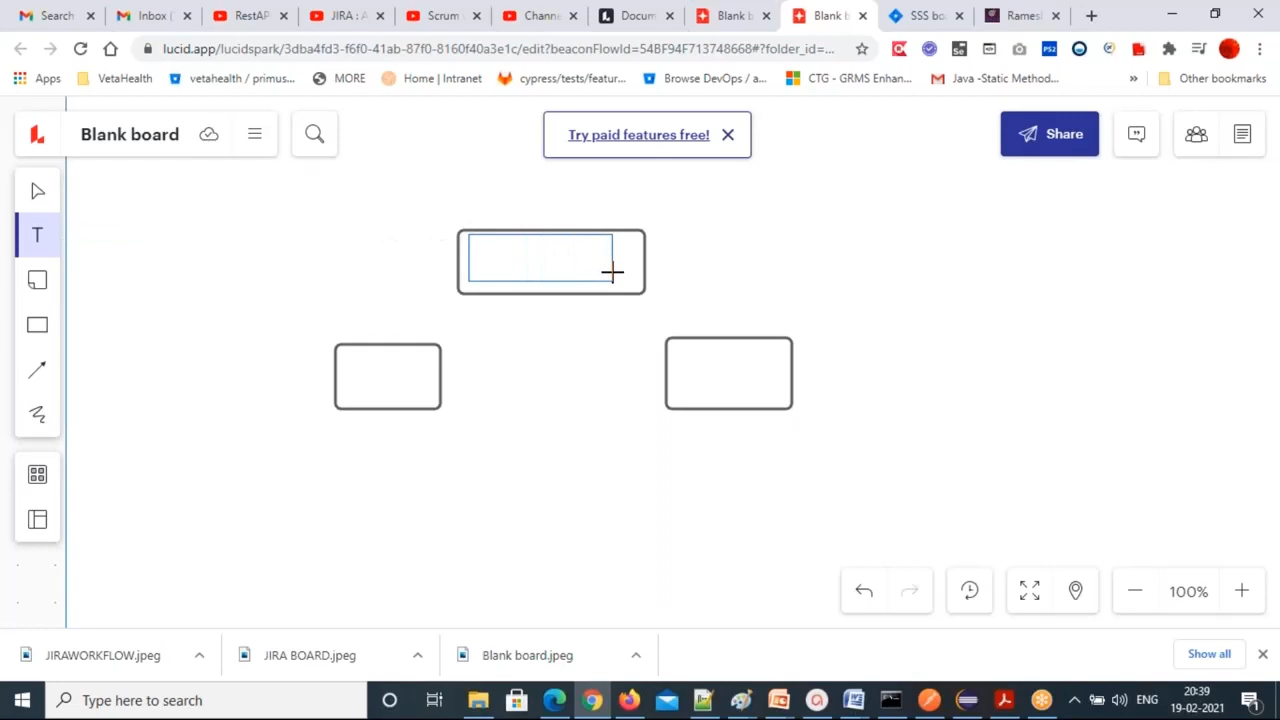 Search
Inbox (
RestAP
JIRA : A
Scrum
Channe
Docum
Blank b
Blank b
SSS bo
Ramesl
lucid.app/lucidspark/3dba4fd3-f6f0-41ab-87f0-8160f40a3e1c/edit?beaconFlowId=54BF94F713748668#?folder_id=...
Apps
VetaHealth
vetahealth / primus...
MORE
Home | Intranet
cypress/tests/featur...
Browse DevOps / a...
CTG - GRMS Enhan...
Java -Static Method...
»
Other bookmarks
Blank board
Try paid features free!
Share
T
100%
JIRAWORKFLOW.jpeg
JIRA BOARD.jpeg
Blank board.jpeg
Show all
Type here to search
ENG
20:39
19-02-2021